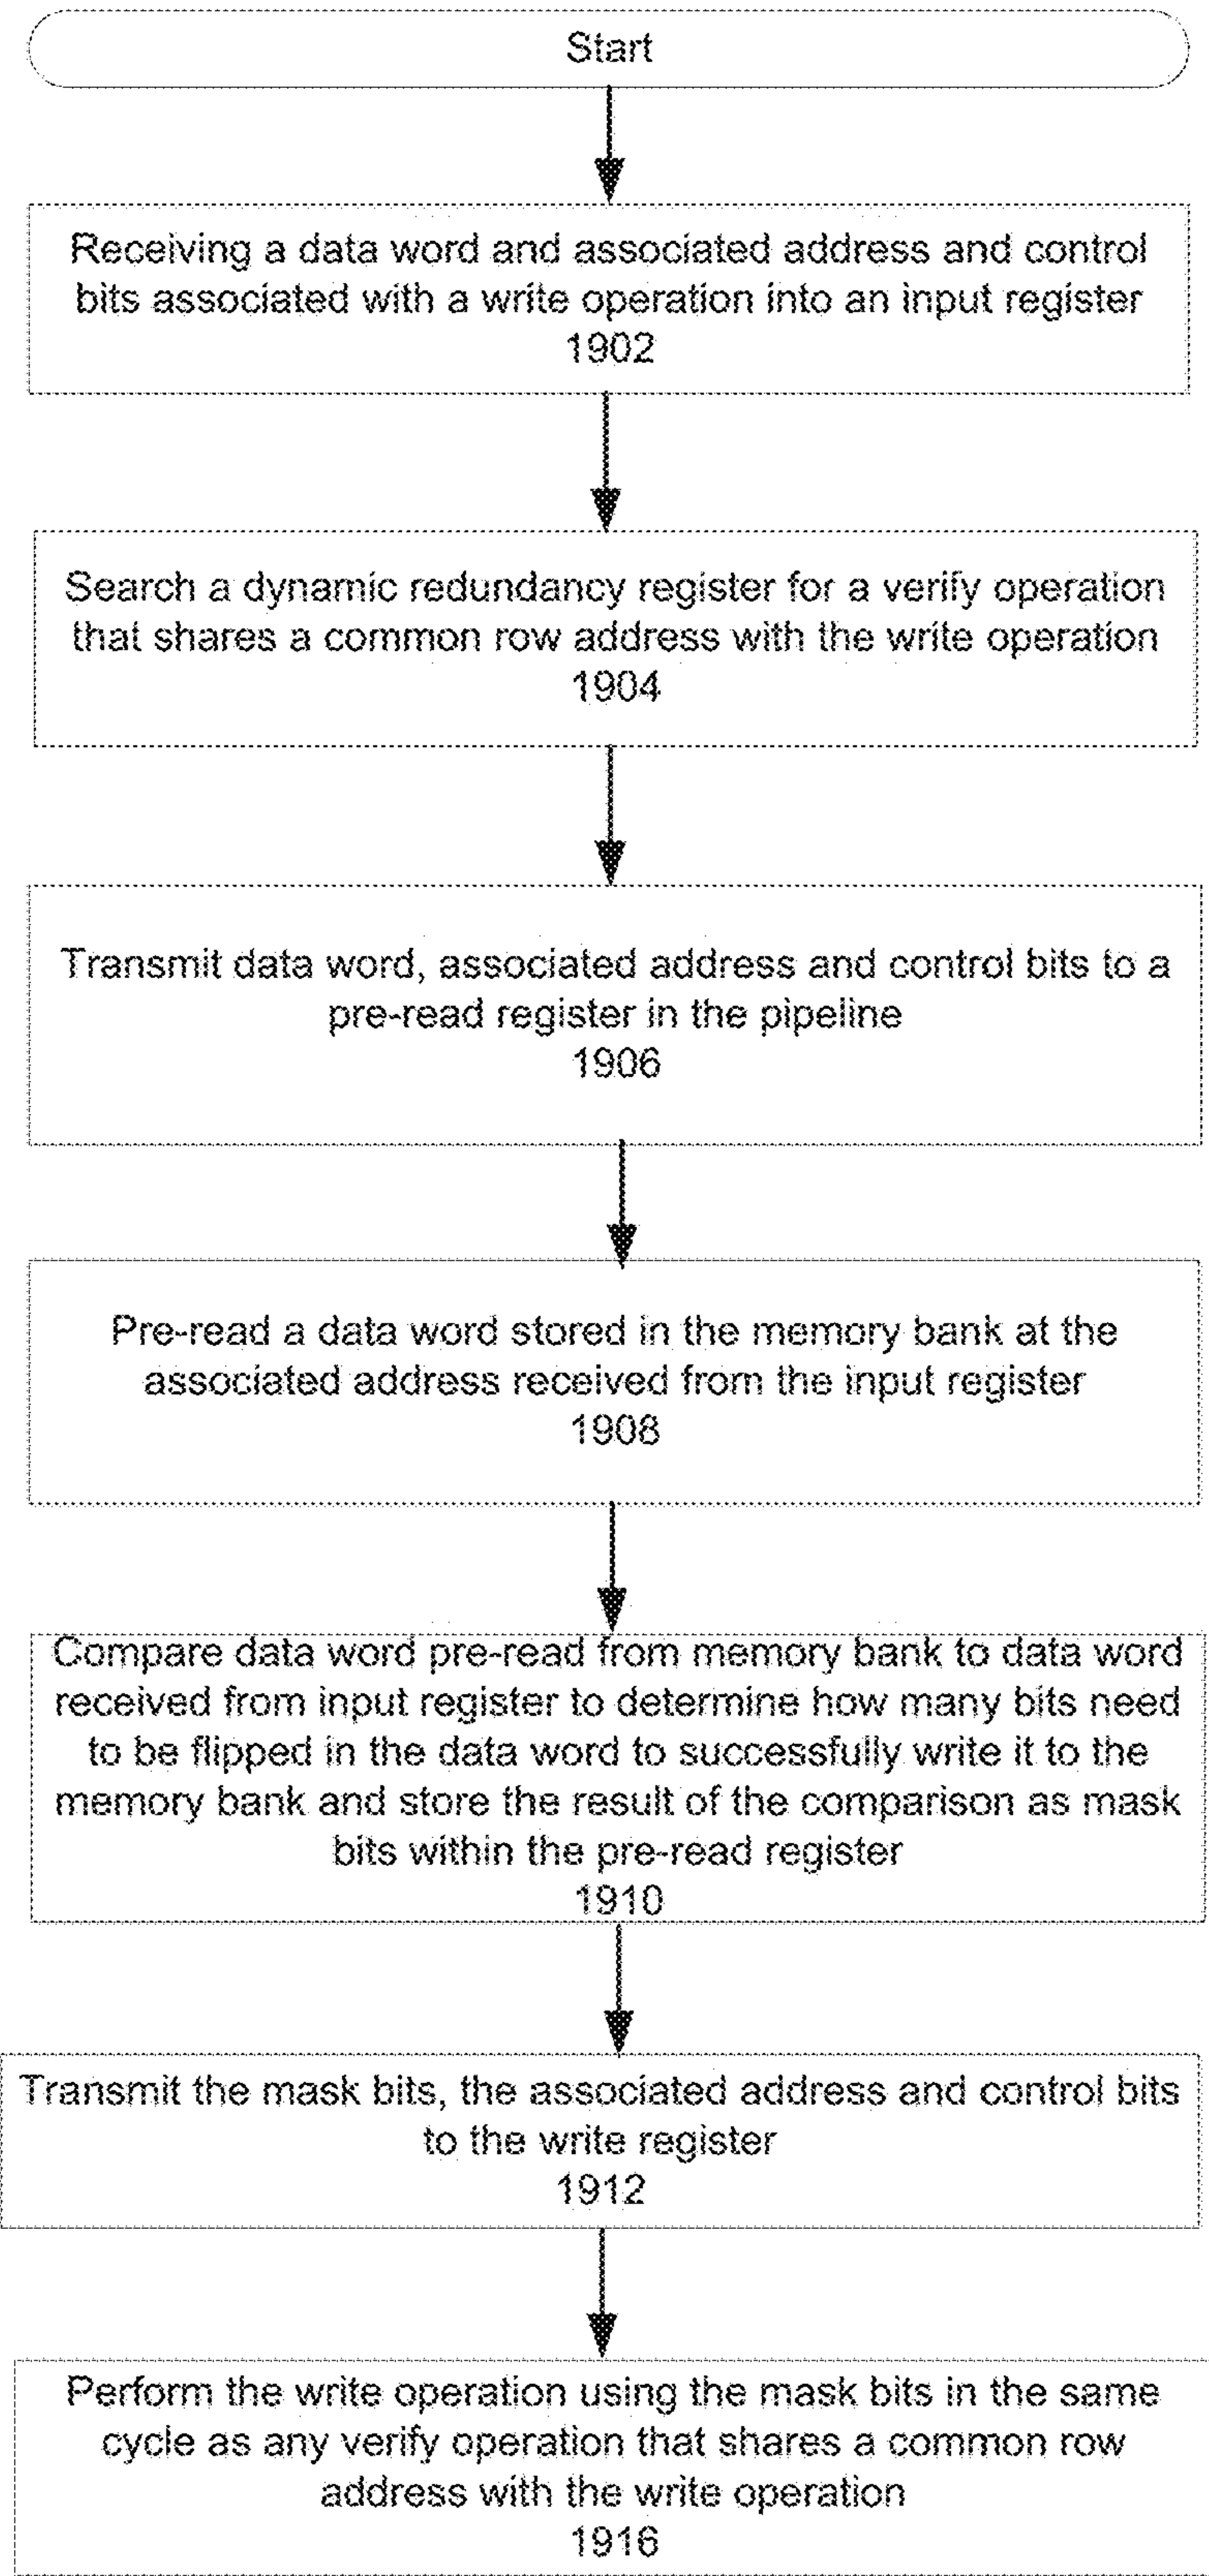 Start
Receiving a data word and associated address and control
bits associated with a write operation into an input register
1902
Search a dynamic redundancy register for a verify operation
that shares a common row address with the write operation
1904
Transmit data word, associated address and control bits to a
pre-read register in the pipeline
1906
Pre-read a data word stored in the memory bank at the
associated address received from the input register
1908
Compare data word pre-read from memory bank to data word
received from input register to determine how many bits need
to be flipped in the data word to successfully write it to the
memory bank and store the result of the comparison as mask
bits within the pre-read register
1910
Transmit the mask bits, the associated address and control bits
to the write register
1912
Perform the write operation using the mask bits in the same
cycle as any verify operation that shares a common row
address with the write operation
1916